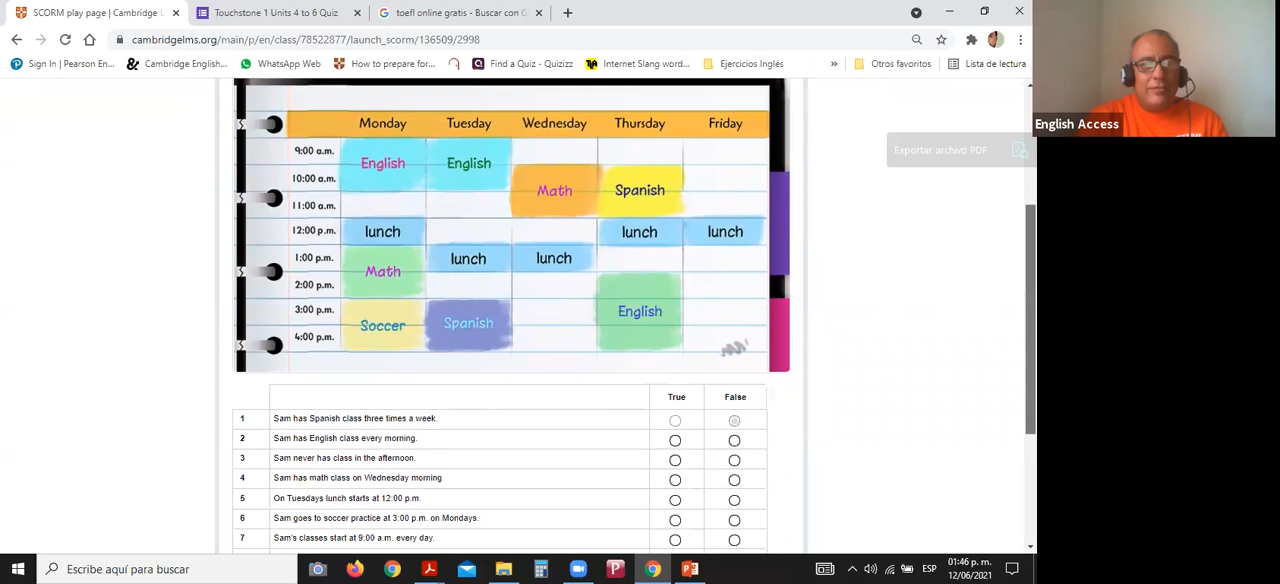 SCORM play page | Cambridge L
Touchstone 1 Units 4 to 6 Quiz
toefl online gratis - Buscar con G
cambridgelms.org/main/p/en/class/78522877/launch_scorm/136509/2998
Sign In | Pearson En...
Cambridge English...
WhatsApp Web
How to prepare for...
Find a Quiz - Quizizz
Internet Slang word...
Ejercicios Inglés
»
Otros favoritos
Lista de lectura
English Access
Exportar archivo PDF
Monday Tuesday Wednesday Thursday Friday
9:00 a.m.
English English
10:00 a.m.
Math Spanish
11:00 a.m.
12:00 p.m. lunch lunch lunch
1:00 p.m. lunch lunch
Math
2:00 p.m.
3:00 p.m. English
Soccer Spanish
4:00 p.m.
True False
1 Sam has Spanish class three times a week.
2 Sam has English class every morning.
3 Sam never has class in the afternoon.
4 Sam has math class on Wednesday morning.
5 On Tuesdays lunch starts at 12:00 p.m.
6 Sam goes to soccer practice at 3:00 p.m. on Mondays.
7 Sam's classes start at 9:00 a.m. every day.
Escribe aquí para buscar
ESP
01:46 p. m.
12/06/2021